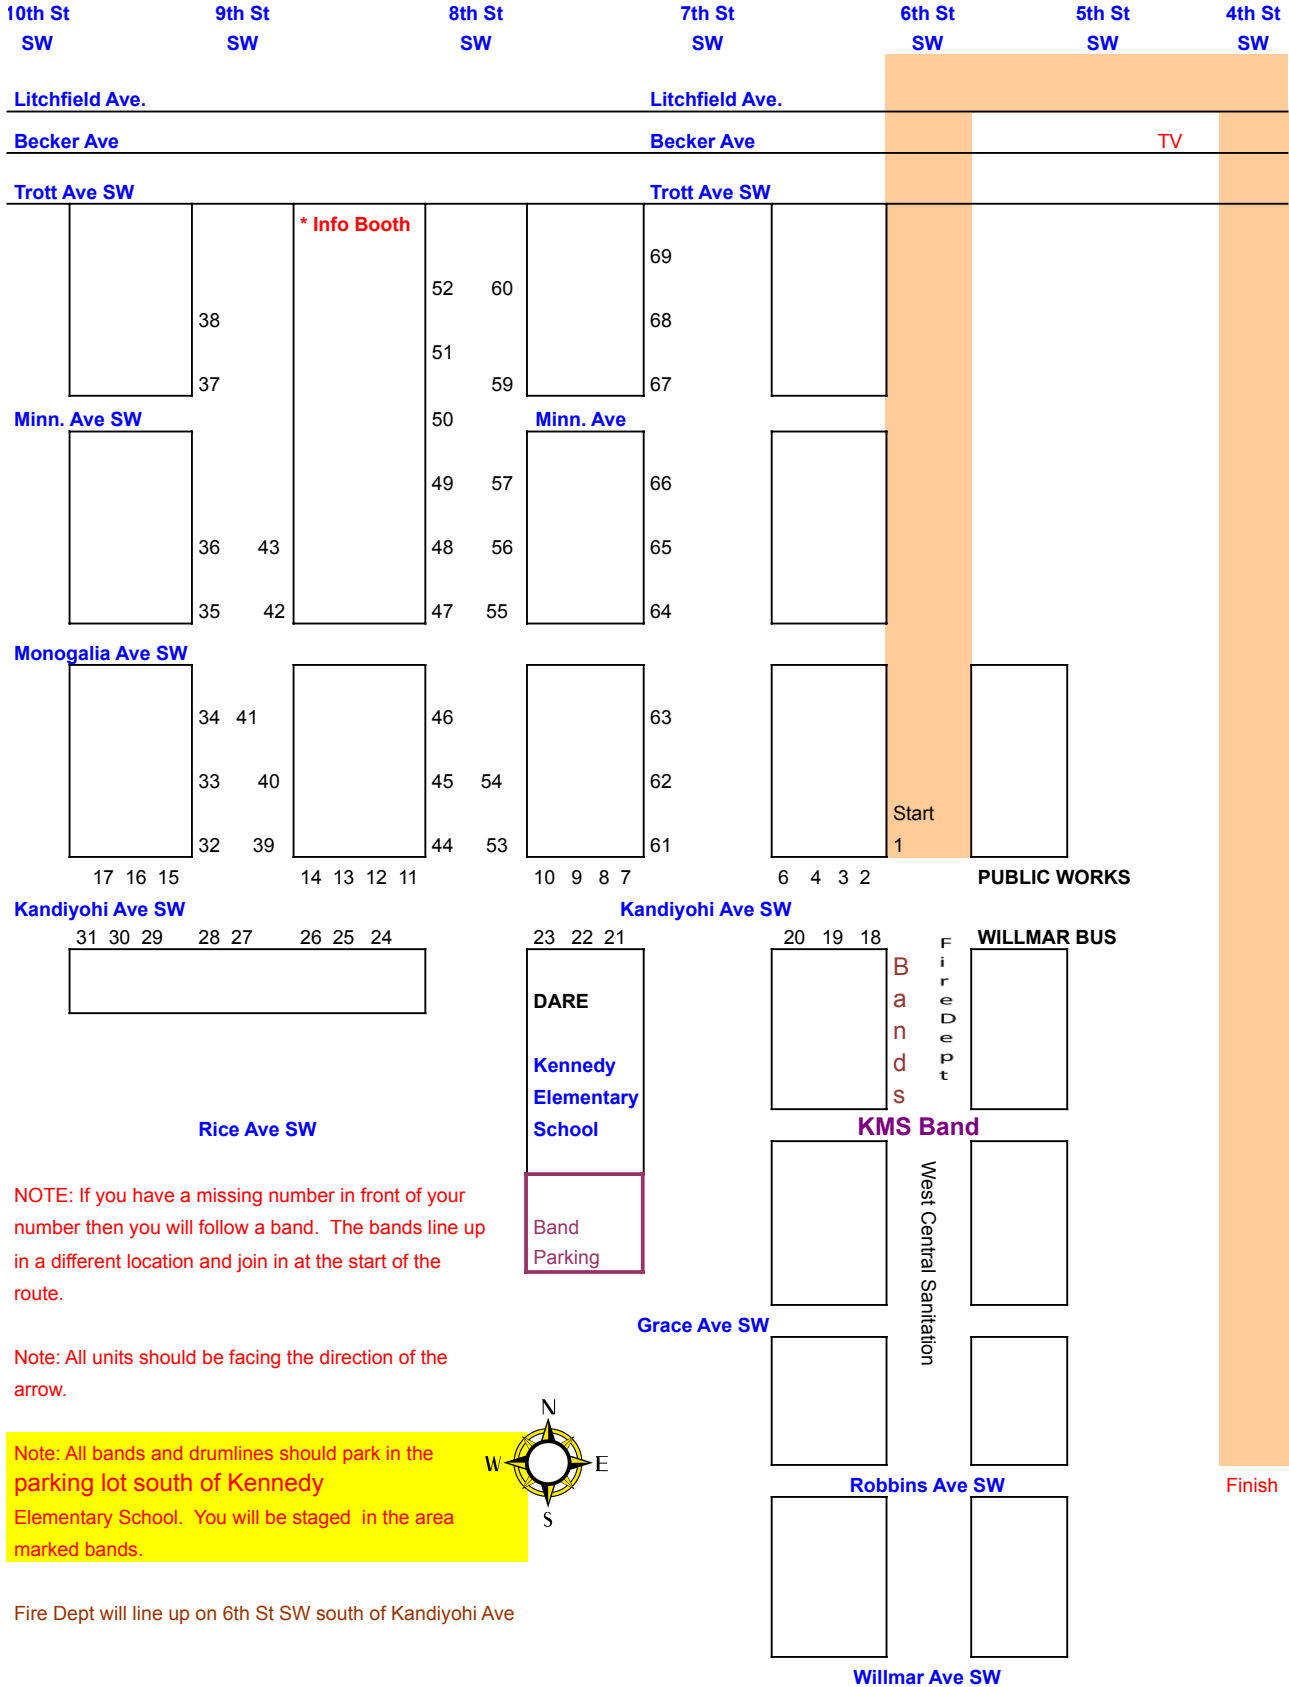 10th St 9th St 8th St 7th St 6th St 5th St 4th St
SW SW SW SW SW SW SW
Litchfield Ave. Litchfield Ave.
Becker Ave Becker Ave TV
Trott Ave SW Trott Ave SW
* Info Booth
69
52 60
38 68
51
37 59 67
Minn. Ave SW 50 Minn. Ave
49 57 66
36 43 48 56 65
35 42 47 55 64
Monogalia Ave SW
34 41 46 63
33 40 45 54 62
Start
32 39 44 53 61 1
17 16 15 14 13 12 11 10 9 8 7 6 4 3 2 PUBLIC WORKS
Kandiyohi Ave SW Kandiyohi Ave SW
31 30 29 28 27 26 25 24 23 22 21 20 19 18 WILLMAR BUS
Bands
FireDept
DARE
Kennedy
Elementary
School
Rice Ave SW
KMS Band
West Central Sanitation
NOTE: If you have a missing number in front of your
number then you will follow a band. The bands line up
in a different location and join in at the start of the
route.
Band
Parking
Grace Ave SW
Note: All units should be facing the direction of the
arrow.
N
W E
S
Note: All bands and drumlines should park in the
parking lot south of Kennedy
Elementary School. You will be staged in the area
marked bands.
Robbins Ave SW Finish
Fire Dept will line up on 6th St SW south of Kandiyohi Ave
Willmar Ave SW